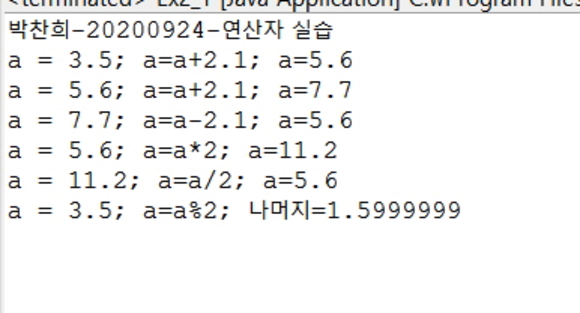 <terminated> Ex2_1 [Java Application] C:\Program Files
박찬희-20200924-연산자 실습
a = 3.5; a=a+2.1; a=5.6
a = 5.6; a=a+2.1; a=7.7
a = 7.7; a=a-2.1; a=5.6
a = 5.6; a=a*2; a=11.2
a = 11.2; a=a/2; a=5.6
a = 3.5; a=a%2; 나머지=1.5999999